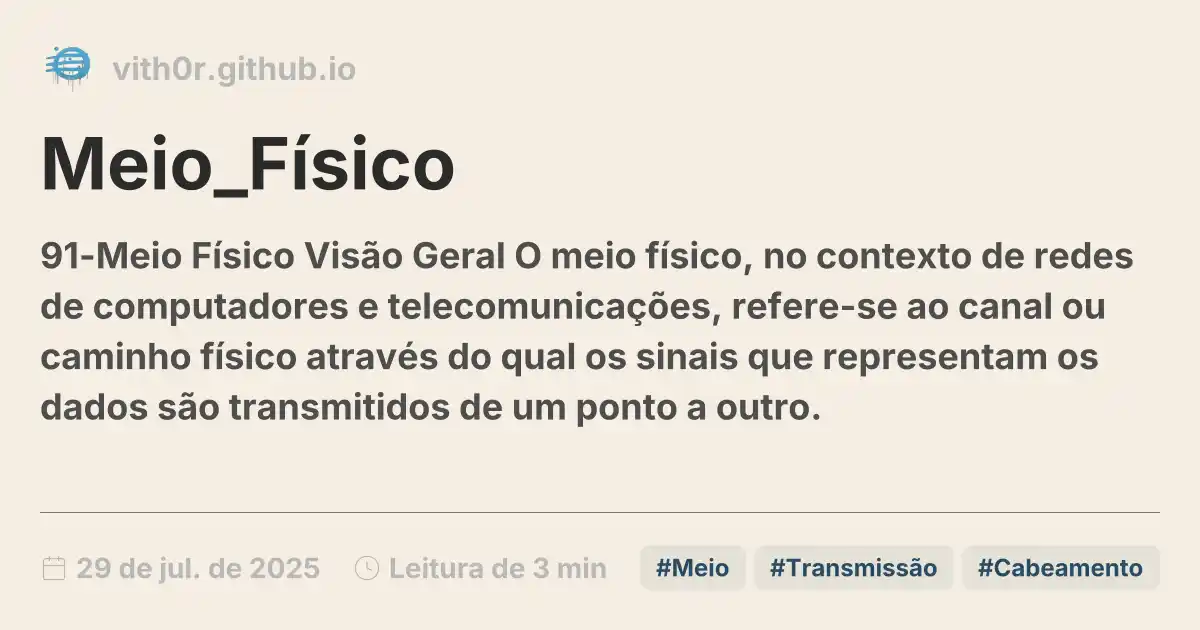 vith0r.github.io
Meio_Físico
91-Meio Físico Visão Geral O meio físico, no contexto de redes
de computadores e telecomunicações, refere-se ao canal ou
caminho físico através do qual os sinais que representam os
dados são transmitidos de um ponto a outro.
29 de jul. de 2025 Leitura de 3 min #Meio #Transmissão #Cabeamento